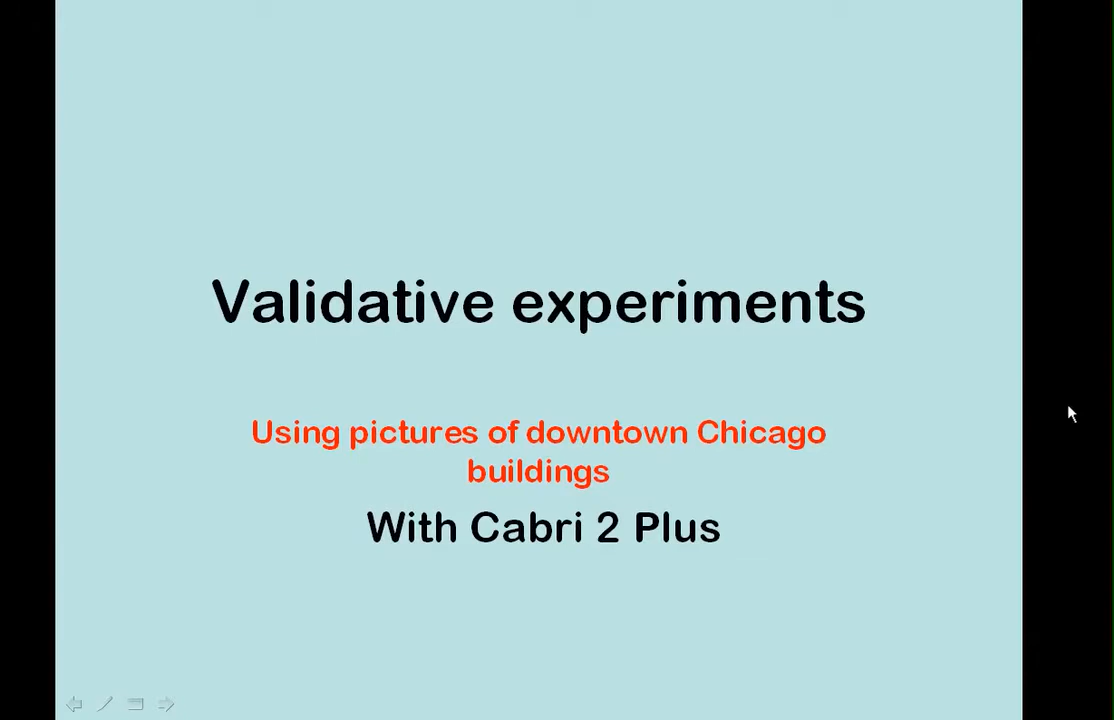 Validative experiments
Using pictures of downtown Chicago
buildings
With Cabri 2 Plus